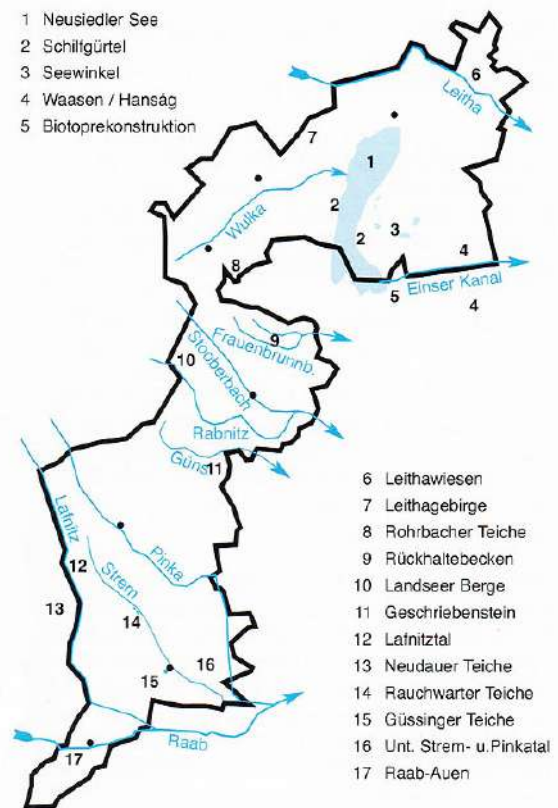 1 Neusiedler See
2 Schilfgürtel
3 Seewinkel
4 Waasen / Hanság
5 Biotoprekonstruktion
6
Leitha
7
1
Wulka
2
3
2
8
4
Einser Kanal
5
4
9
Frauenbrunnb.
Stooberbach
10
Rabnitz
Güns
11
Lafnitz
12
Pinka
Strem
13
14
16
15
Raab
17
6 Leithawiesen
7 Leithagebirge
8 Rohrbacher Teiche
9 Rückhaltebecken
10 Landseer Berge
11 Geschriebenstein
12 Lafnitztal
13 Neudauer Teiche
14 Rauchwarter Teiche
15 Güssinger Teiche
16 Unt. Strem- u.Pinkatal
17 Raab-Auen